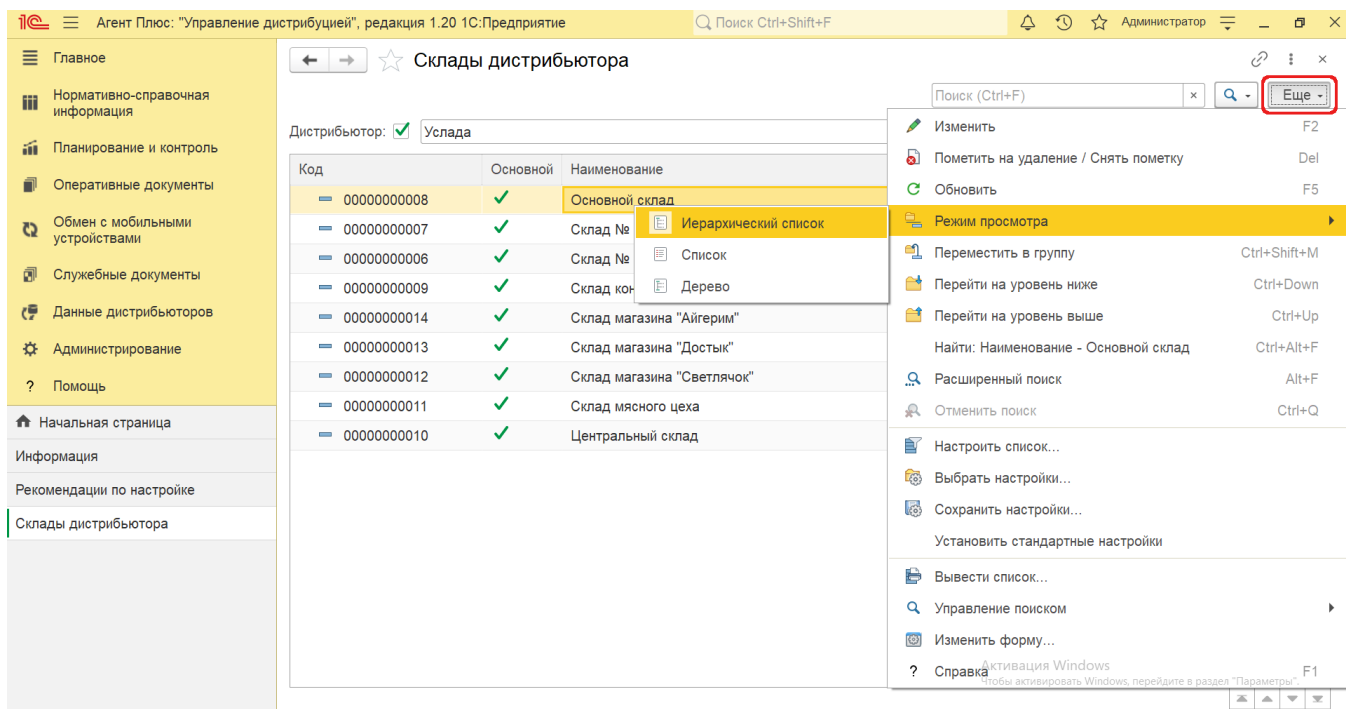 Агент Плюс: "Управление дистрибуцией", редакция 1.20 1С:Предприятие
Поиск Ctrl+Shift+F
Администратор
Главное
Нормативно-справочная
информация
Планирование и контроль
Оперативные документы
Обмен с мобильными
устройствами
Служебные документы
Данные дистрибьюторов
Администрирование
? Помощь
Начальная страница
Информация
Рекомендации по настройке
Склады дистрибьютора
Склады дистрибьютора
Поиск (Ctrl+F)
Еще
Дистрибьютор: Услада
Код Основной Наименование
00000000008 Основной склад
00000000007 Склад №
00000000006 Склад №
00000000009 Склад кон
00000000014 Склад магазина "Айгерим"
00000000013 Склад магазина "Достык"
00000000012 Склад магазина "Светлячок"
00000000011 Склад мясного цеха
00000000010 Центральный склад
Иерархический список
Список
Дерево
Изменить F2
Пометить на удаление / Снять пометку Del
Обновить F5
Режим просмотра
Переместить в группу Ctrl+Shift+M
Перейти на уровень ниже Ctrl+Down
Перейти на уровень выше Ctrl+Up
Найти: Наименование - Основной склад Ctrl+Alt+F
Расширенный поиск Alt+F
Отменить поиск Ctrl+Q
Настроить список...
Выбрать настройки...
Сохранить настройки...
Установить стандартные настройки
Вывести список...
Управление поиском
Изменить форму...
? Справка F1
Активация Windows
Чтобы активировать Windows, перейдите в раздел "Параметры".